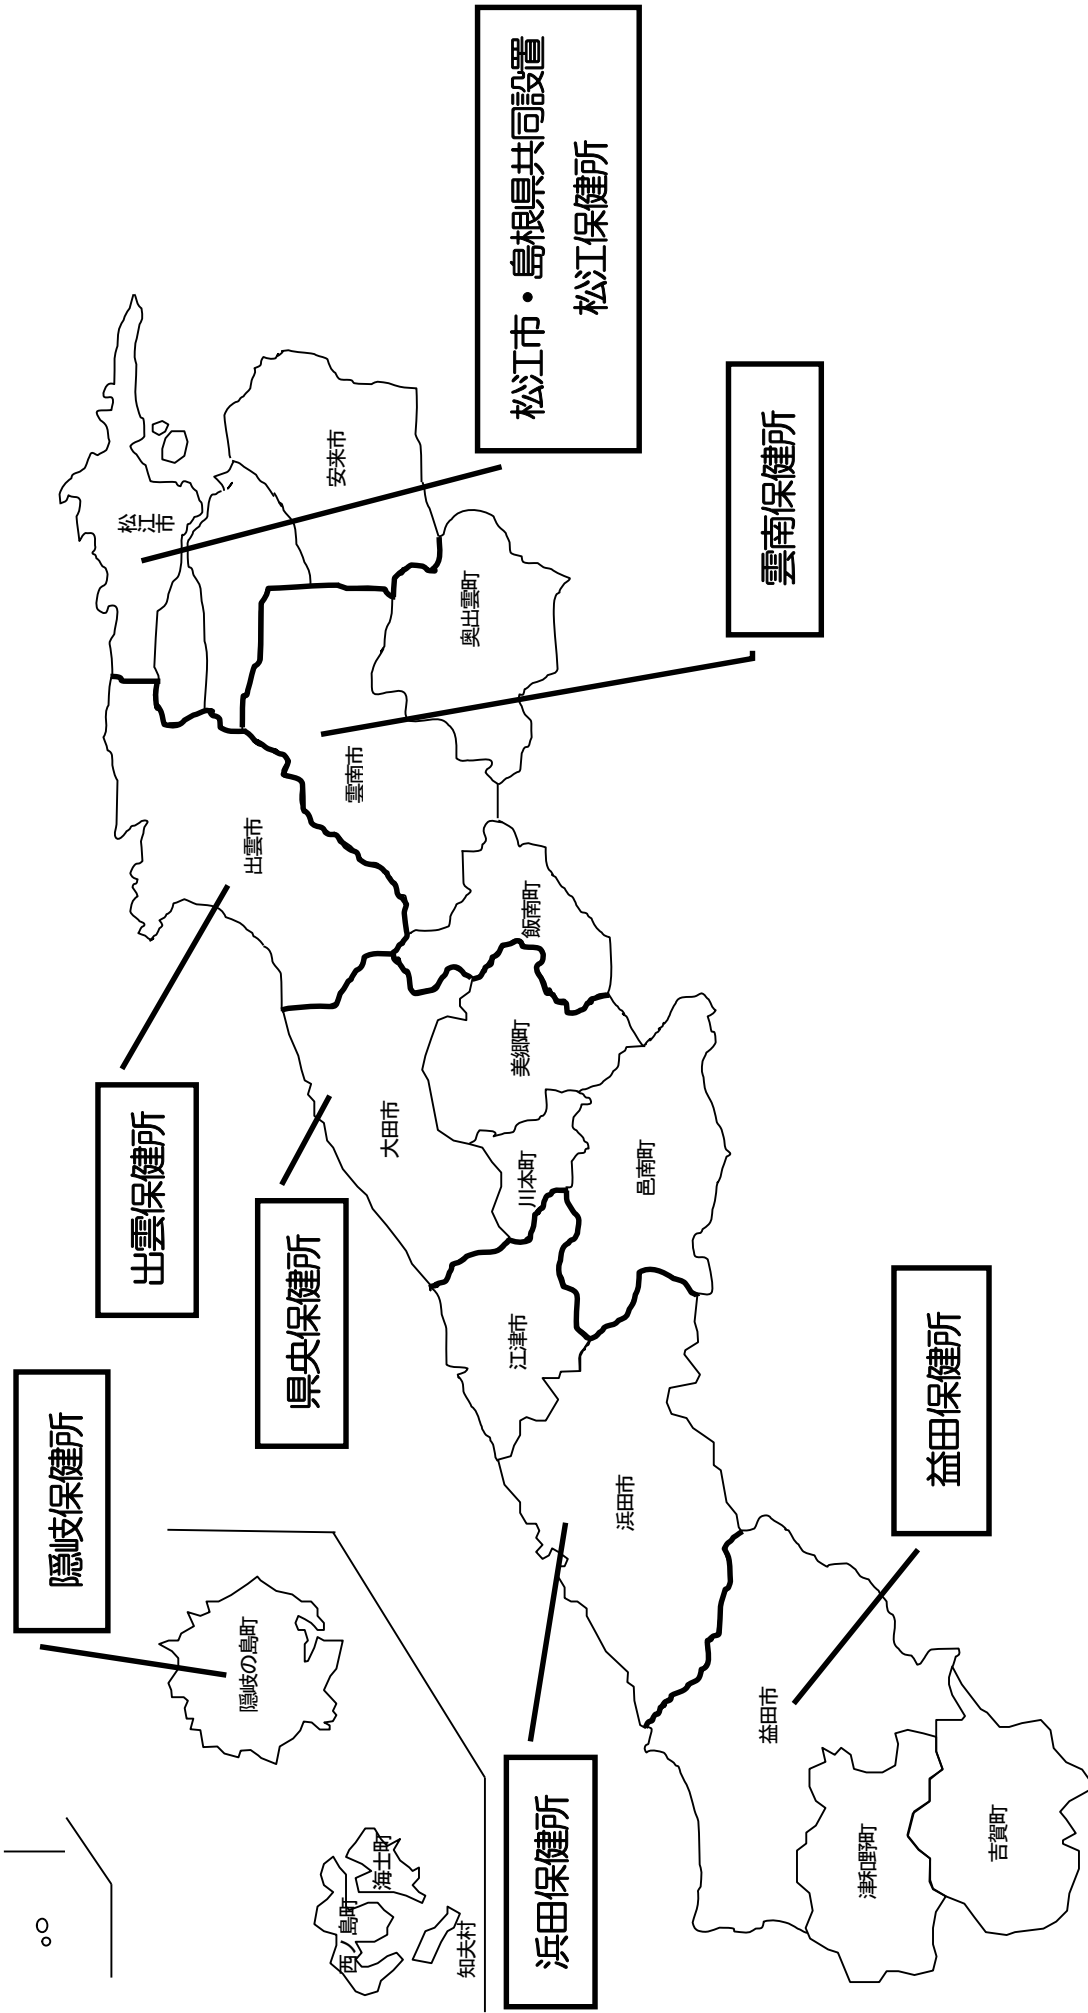 松江市・島根県共同設置
松江保健所
雲南保健所
出雲保健所
県央保健所
隠岐保健所
浜田保健所
益田保健所
松江市
安来市
奥出雲町
雲南市
出雲市
飯南町
美郷町
大田市
川本町
邑南町
江津市
浜田市
益田市
津和野町
吉賀町
隠岐の島町
海士町
西ノ島町
知夫村